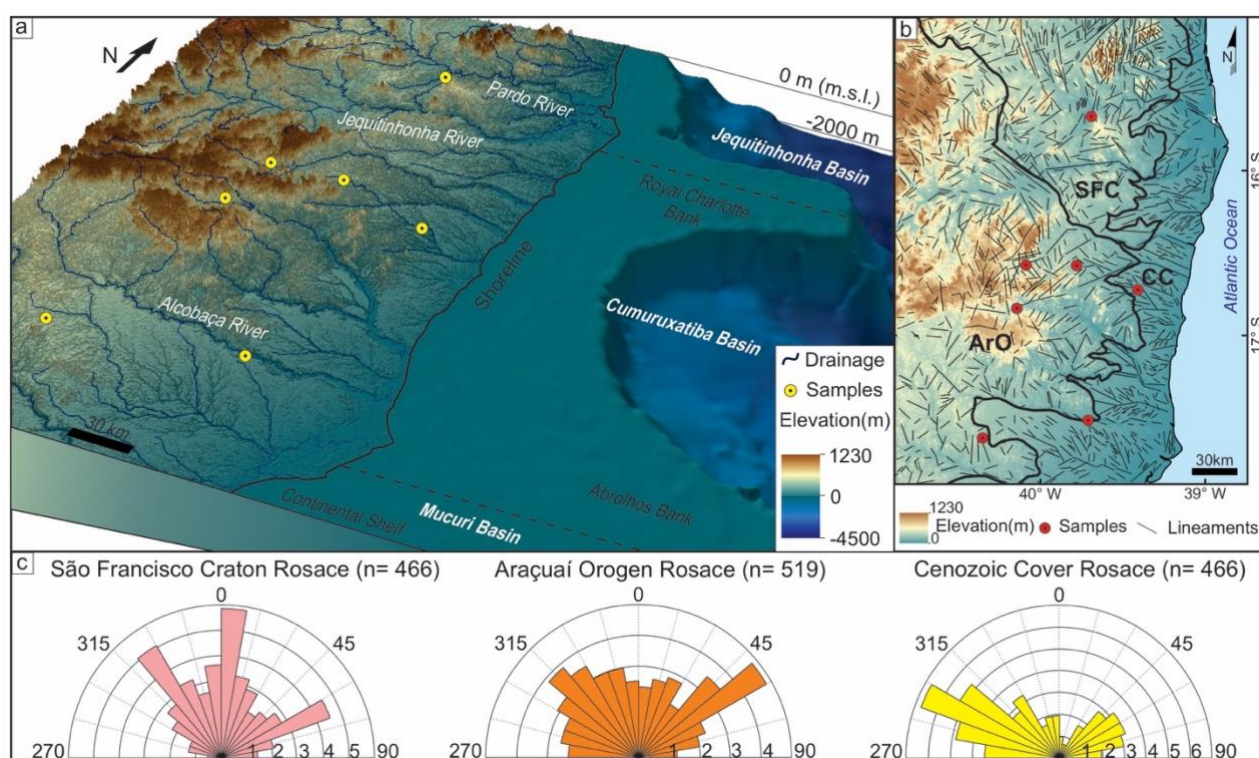 a
N
Pardo River
Jequitinhonha River
Alcobaça River
30 km
Shoreline
0 m (m.s.l.)
-2000 m
Jequitinhonha Basin
Royal Charlotte
Bank
Cumuruxatiba Basin
Abrolhos Bank
Mucuri Basin
Continental Shelf
Drainage
Samples
Elevation(m)
1230
0
-4500
b
N
SFC
CC
ArO
Atlantic Ocean
16° S
17° S
30km
40° W
39° W
1230
0
Elevation(m)
Samples
Lineaments
c
São Francisco Craton Rosace (n= 466)
0
315
45
270
1 2 3 4 5 90
Araçuaí Orogen Rosace (n= 519)
0
315
45
270
1 2 3 4 90
Cenozoic Cover Rosace (n= 466)
0
315
45
270
1 2 3 4 5 6 90